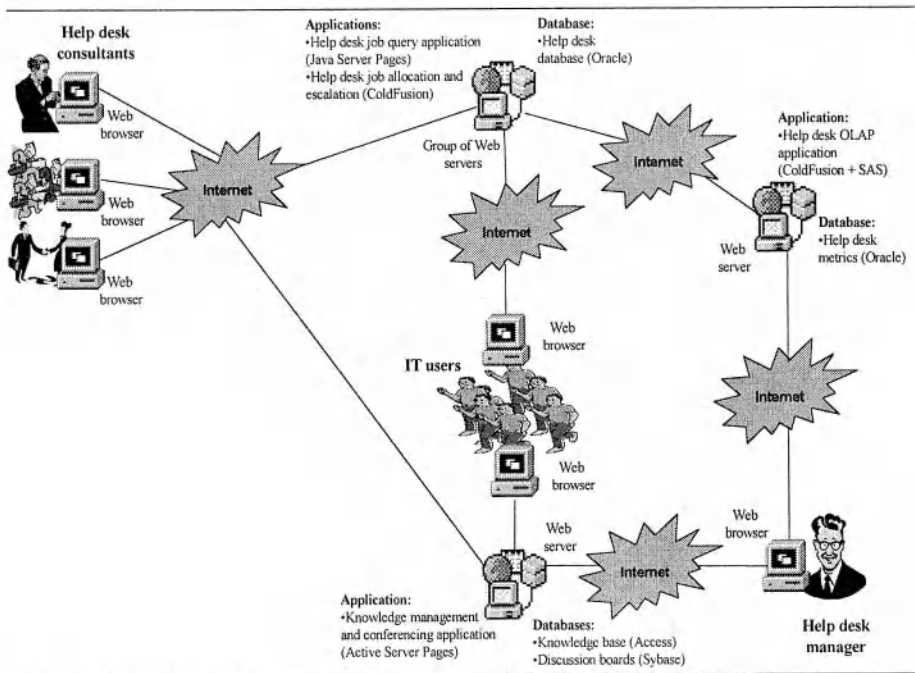 Help desk
consultants
Web
browser
Web
browser
Web
browser
Internet
Applications:
•Help desk job query application
(Java Server Pages)
•Help desk job allocation and
escalation (ColdFusion)
Database:
•Help desk
database (Oracle)
Group of Web
servers
Internet
Internet
Application:
•Help desk OLAP
application
(ColdFusion + SAS)
Database:
•Help desk
metrics (Oracle)
Web
server
Web
browser
IT users
Web
browser
Internet
Web
server
Internet
Web
browser
Application:
•Knowledge management
and conferencing application
(Active Server Pages)
Databases:
•Knowledge base (Access)
•Discussion boards (Sybase)
Help desk
manager